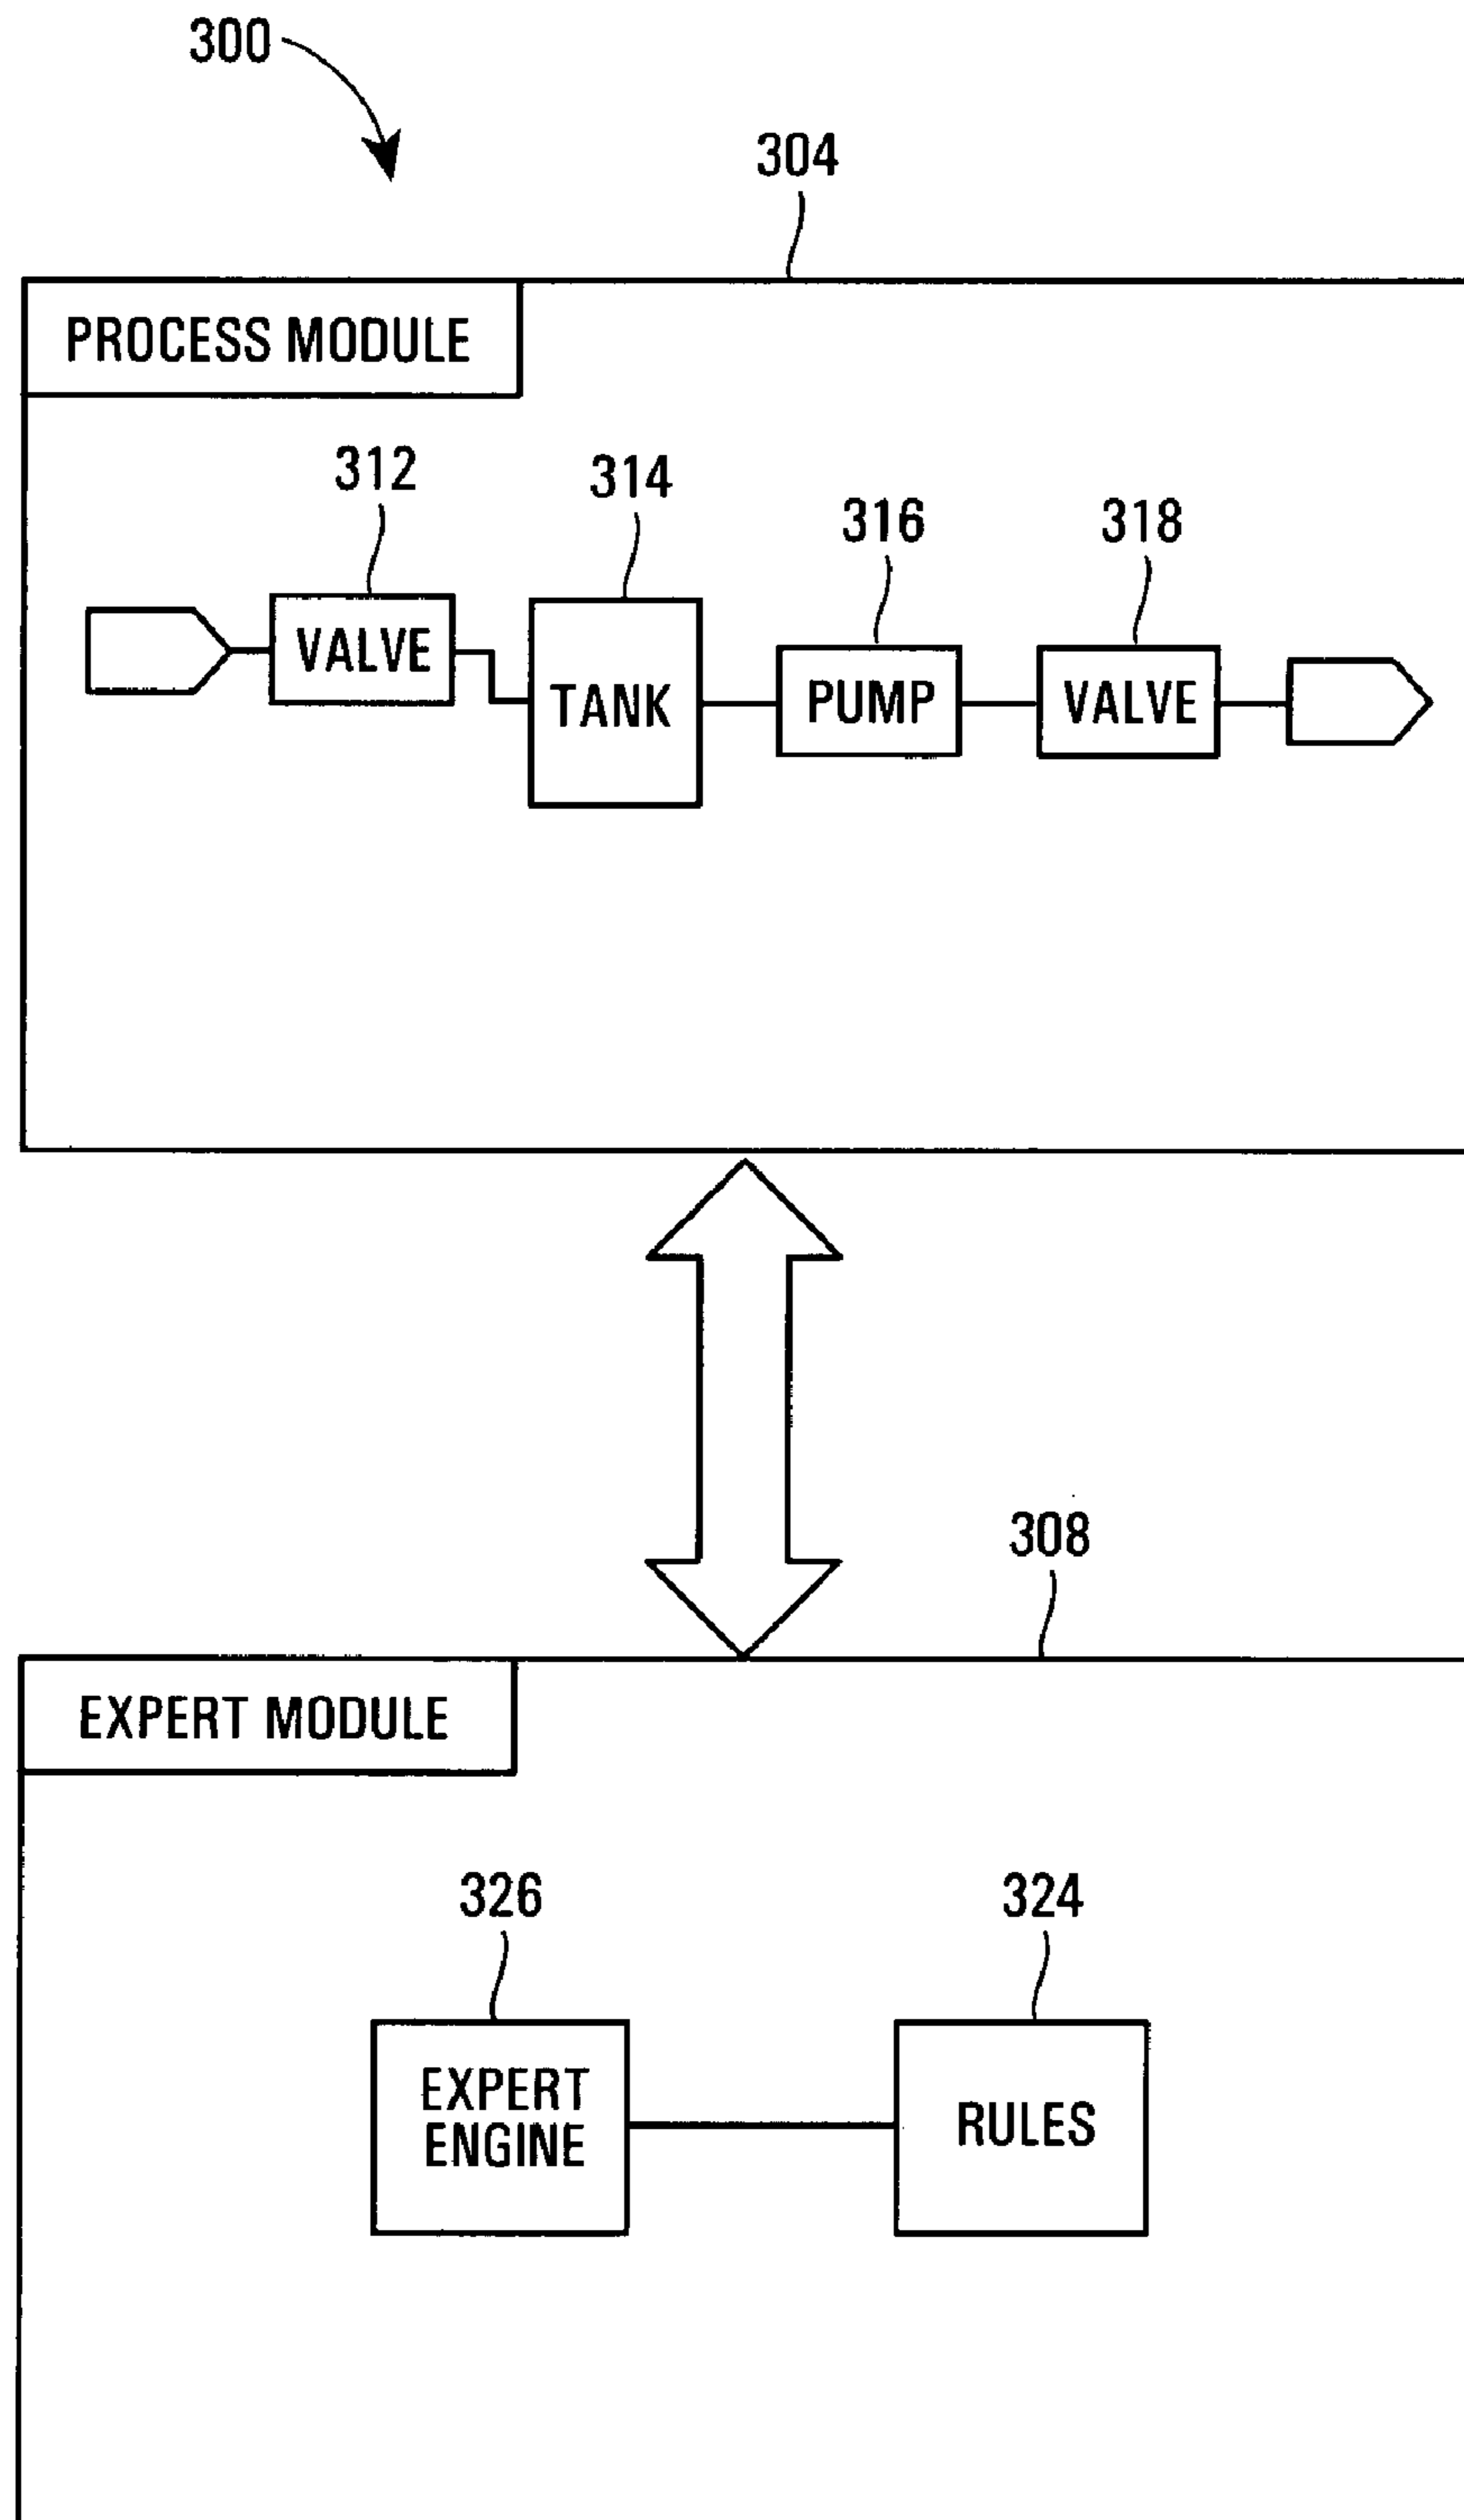 300
304
PROCESS MODULE
312
314
316
318
VALVE
TANK
PUMP
VALVE
308
EXPERT MODULE
326
324
EXPERT
ENGINE
RULES